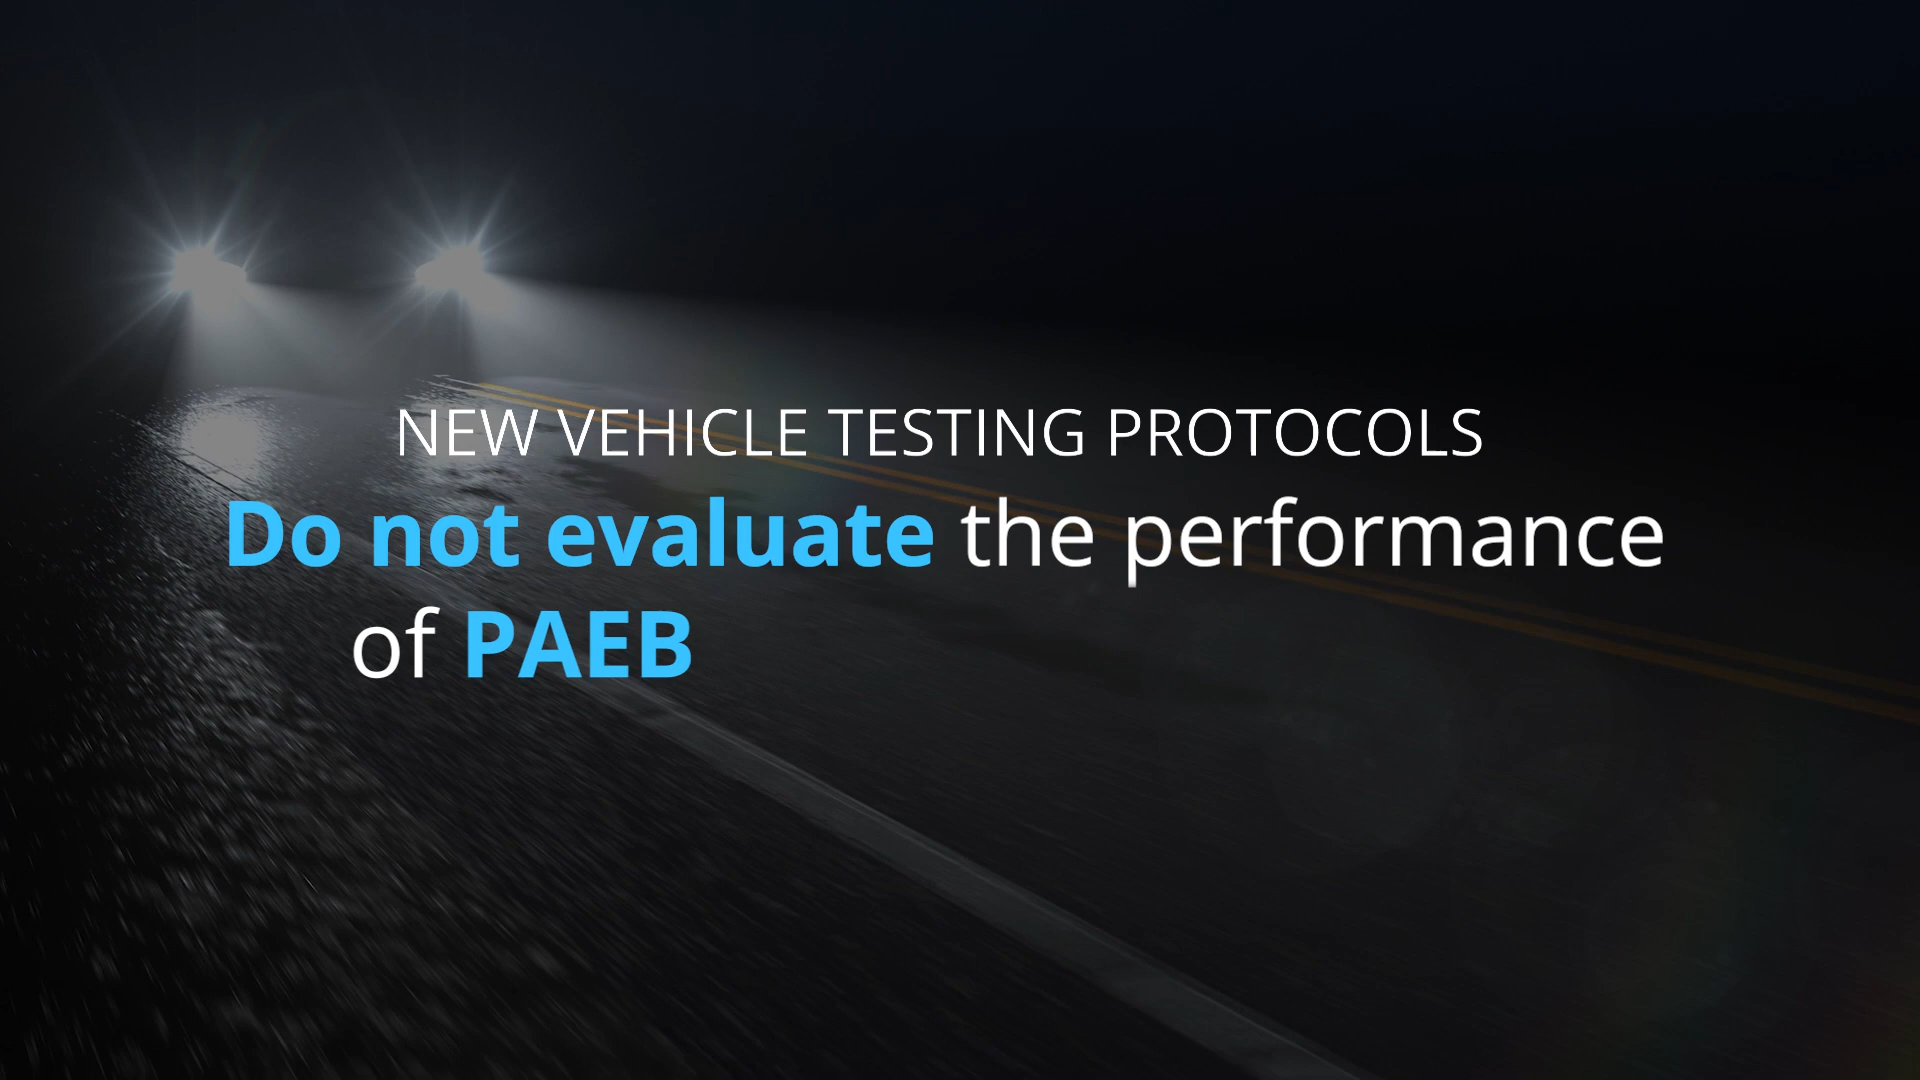 NEW VEHICLE TESTING PROTOCOLS
Do not evaluate the performance
of PAEB